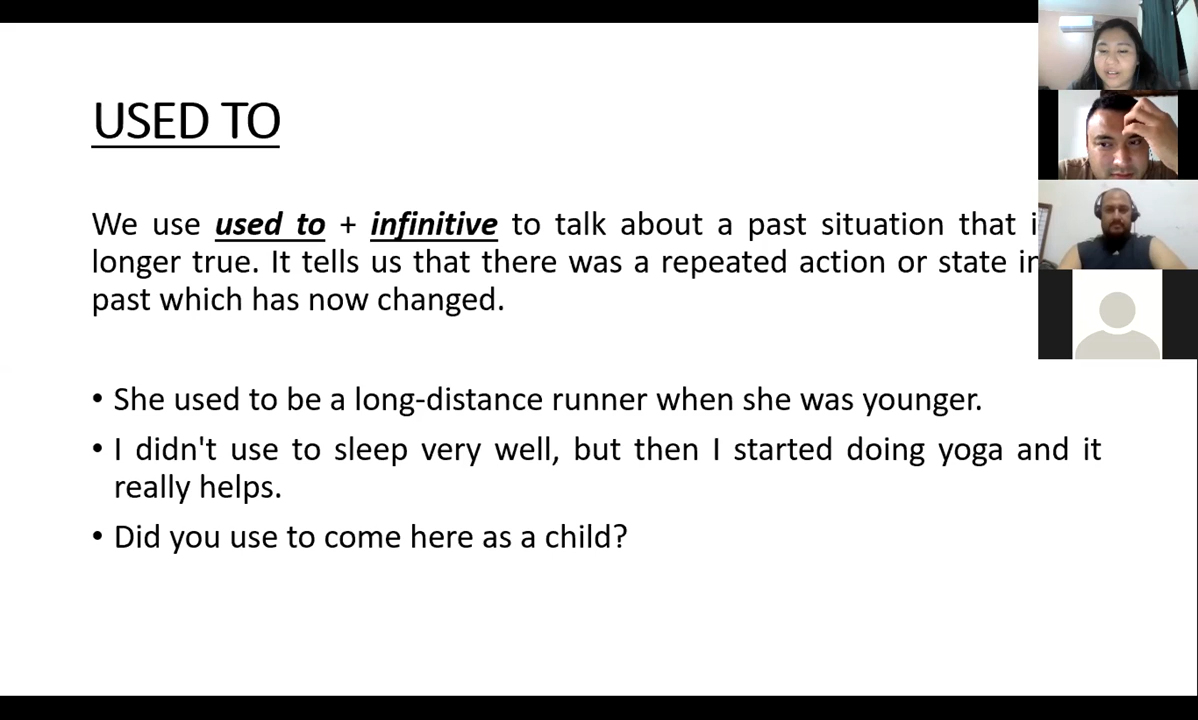 USED TO
We use used to + infinitive to talk about a past situation that
longer true. It tells us that there was a repeated action or state in
past which has now changed.
• She used to be a long-distance runner when she was younger.
• I didn't use to sleep very well, but then I started doing yoga and it
really helps.
• Did you use to come here as a child?